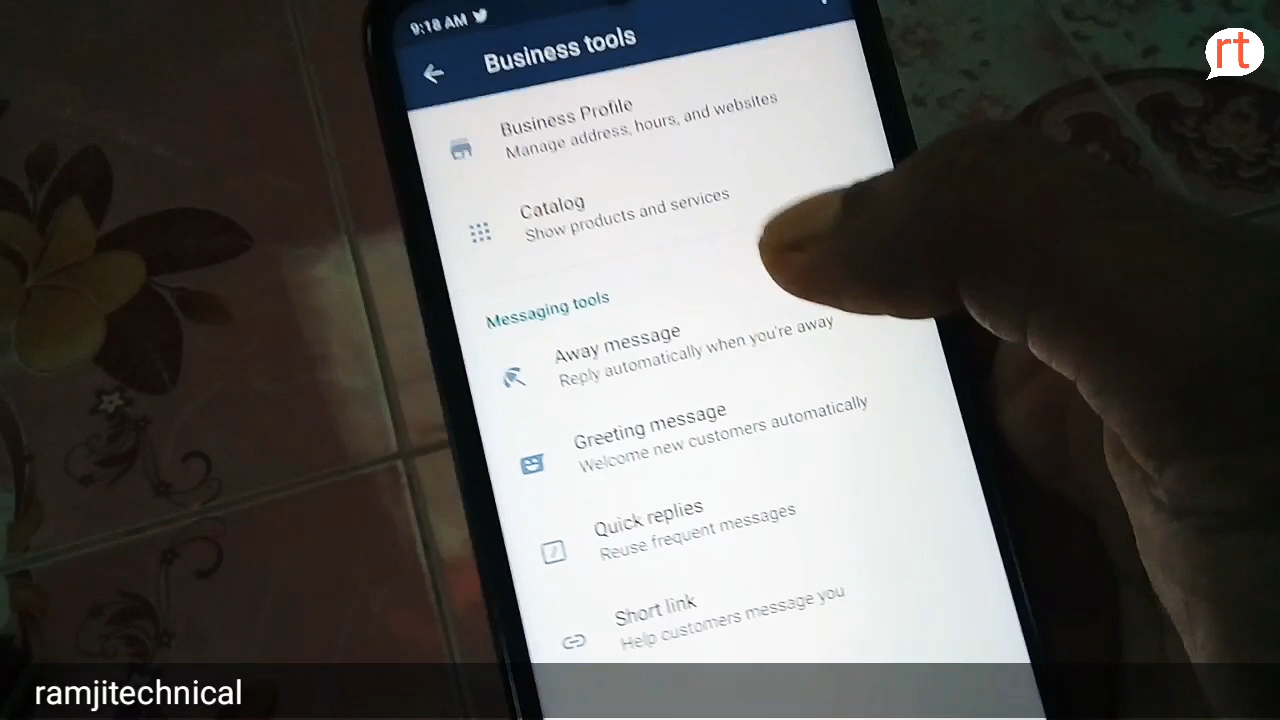 9:18 AM
rt
Business tools
Business Profile
Manage address, hours, and websites
Catalog
Show products and services
Messaging tools
Away message
Reply automatically when you're away
Greeting message
Welcome new customers automatically
Quick replies
Reuse frequent messages
Short link
Help customers message you
ramjitechnical